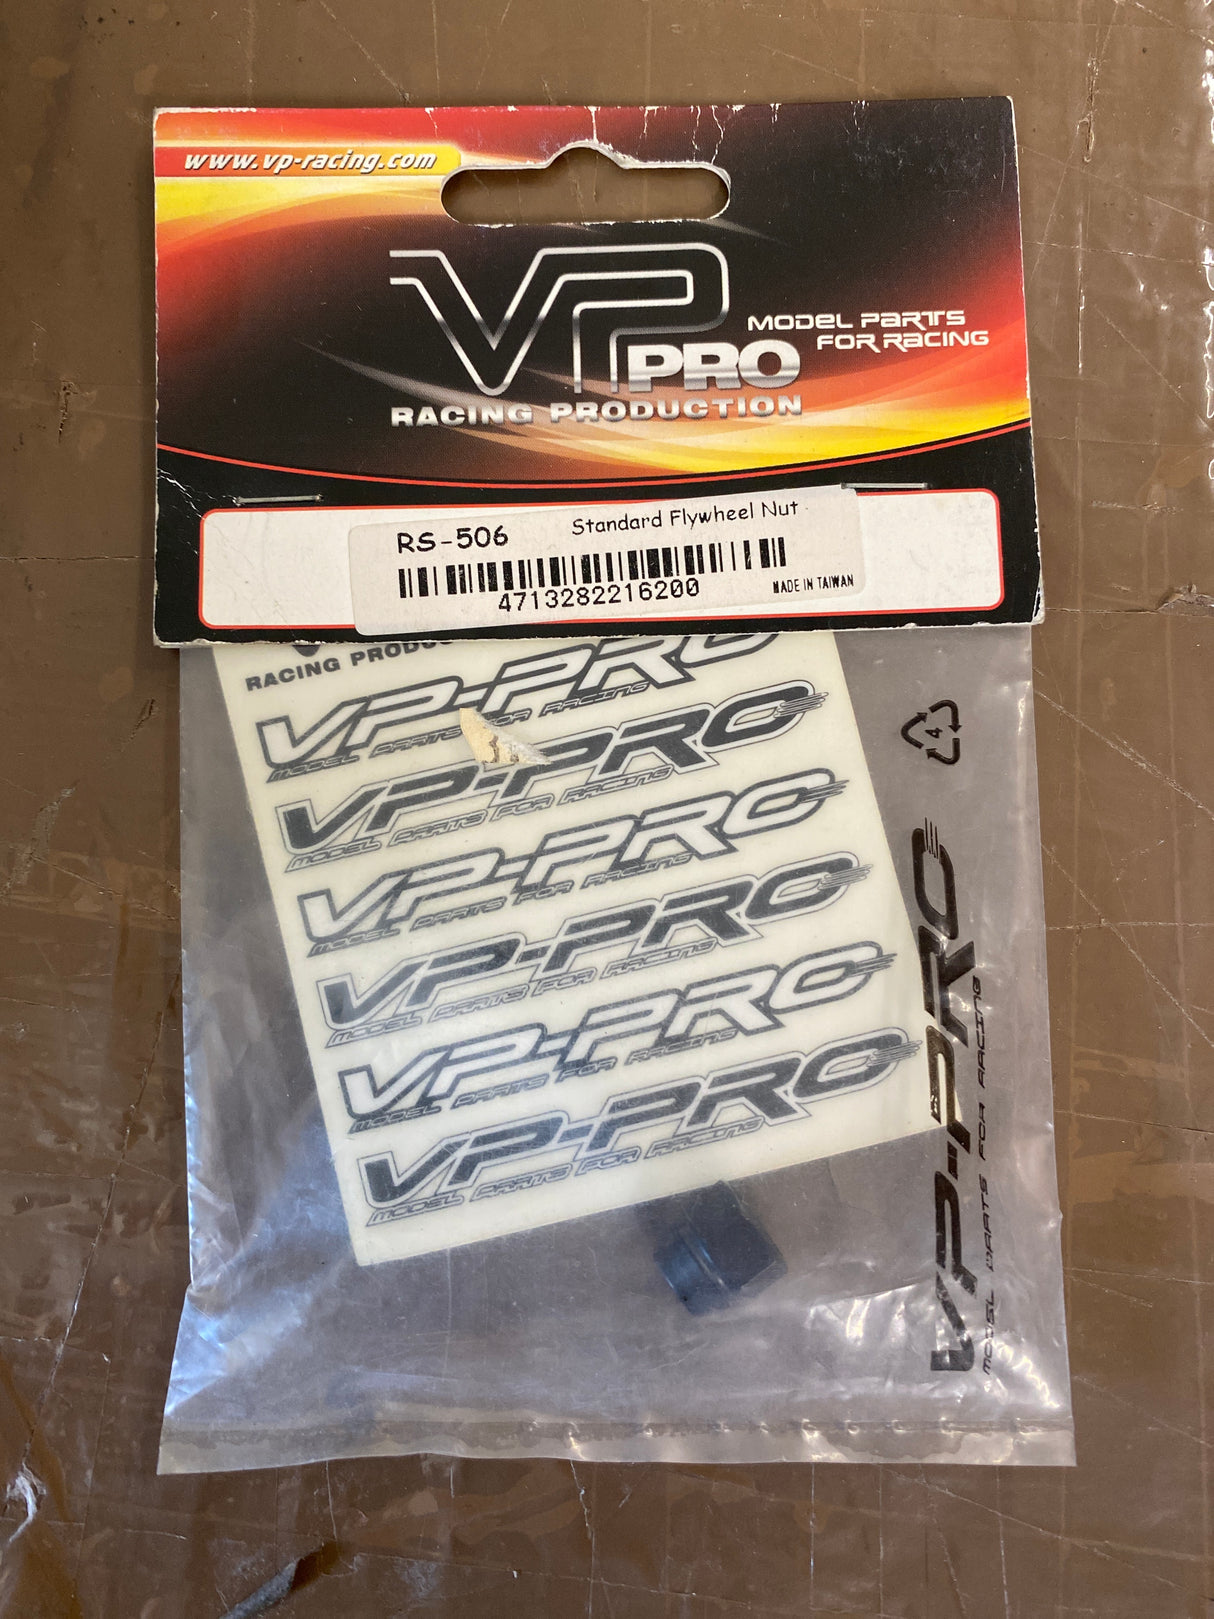 www.vp-racing.com
VP PRO
RACING PRODUCTION
MODEL PARTS
FOR RACING
RS-506
Standard Flywheel Nut
4713282216200
MADE IN TAIWAN
RACING PRODUC
VP-PRO
MODEL PARTS FOR RACING
VP-PRO
MODEL PARTS FOR RACING
VP-PRO
MODEL PARTS FOR RACING
VP-PRO
MODEL PARTS FOR RACING
VP-PRO
MODEL PARTS FOR RACING
VP-PRO
MODEL PARTS FOR RACING
4
VP-PRO
MODEL PARTS FOR RACING